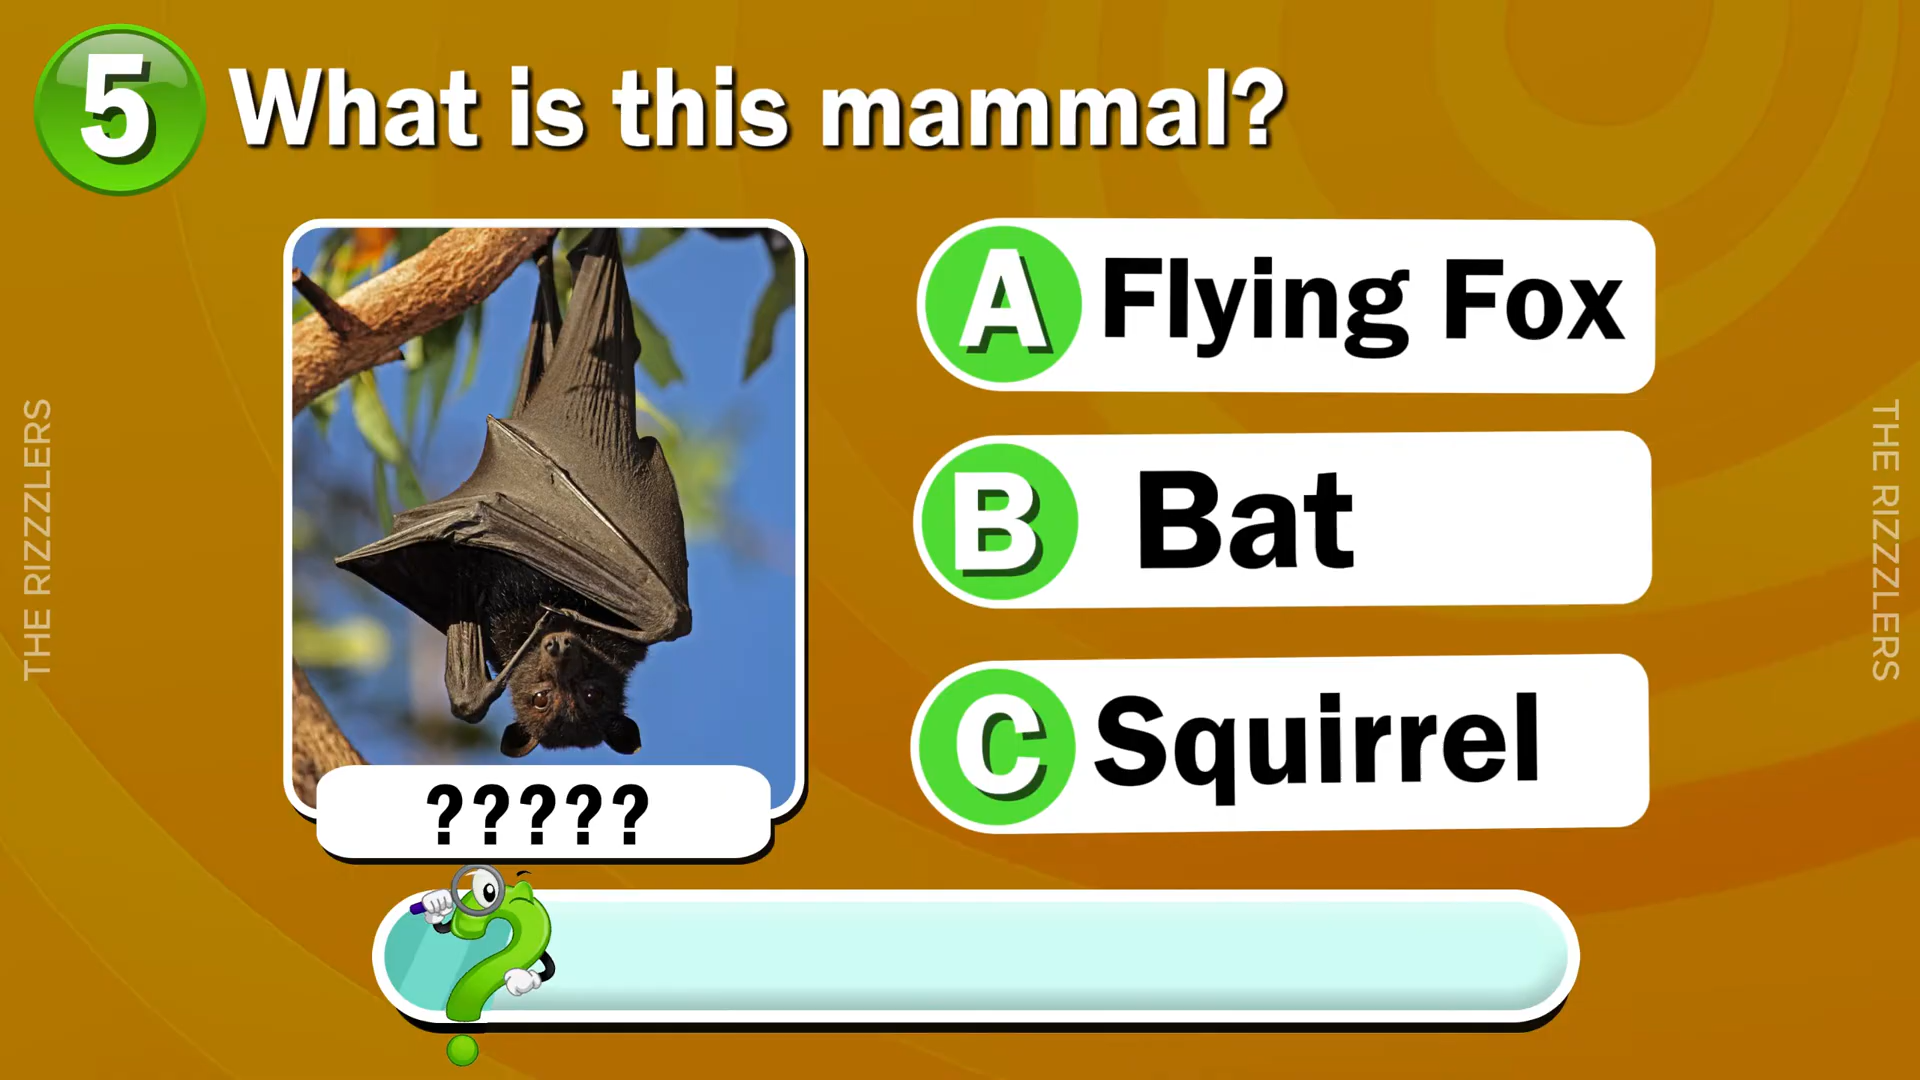 5 What is this mammal?
A Flying Fox
B Bat
C Squirrel
?????
THE RIZZZLERS
THE RIZZZLERS